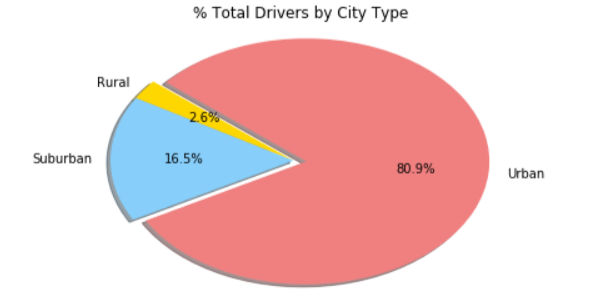 % Total Drivers by City Type
Rural
2.6%
Suburban
16.5%
80.9%
Urban